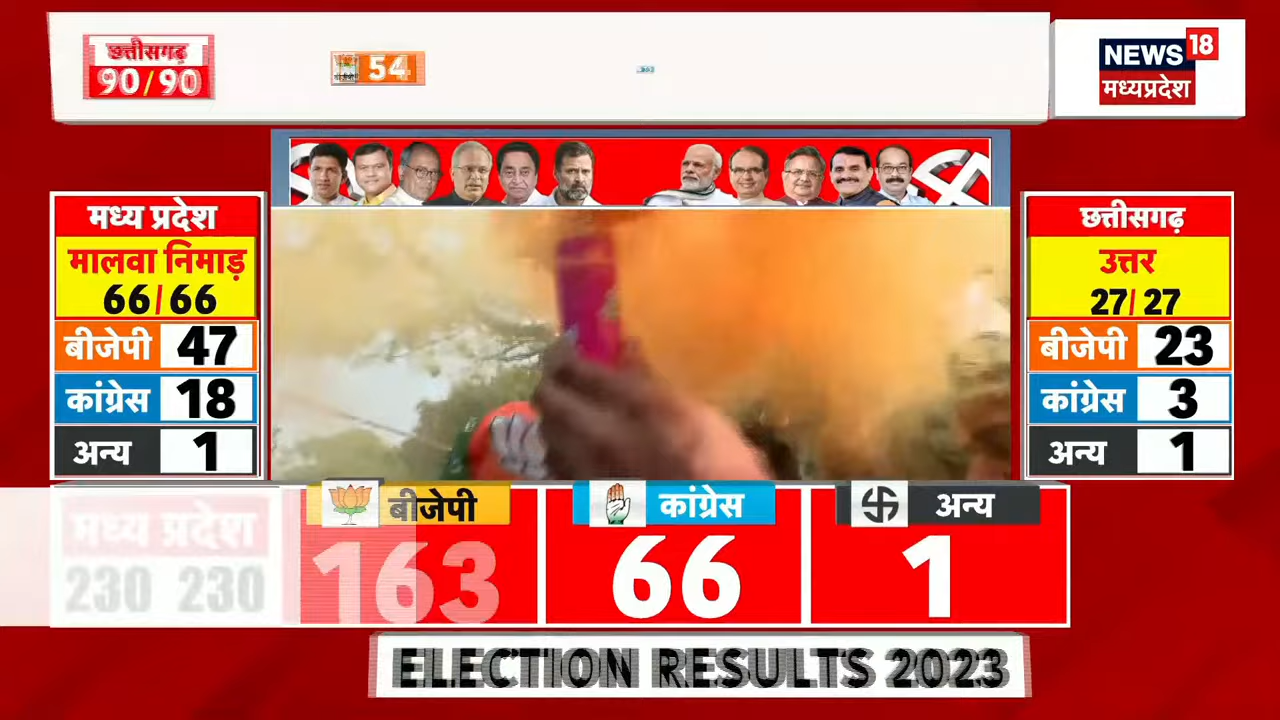 छत्तीसगढ़
90/90
54
NEWS 18
मध्यप्रदेश
मध्य प्रदेश
मालवा निमाड़
66/66
बीजेपी 47
कांग्रेस 18
अन्य 1
छत्तीसगढ़
उत्तर
27/27
बीजेपी 23
कांग्रेस 3
अन्य 1
मध्य प्रदेश
230 230
बीजेपी
163
कांग्रेस
66
अन्य
1
ELECTION RESULTS 2023